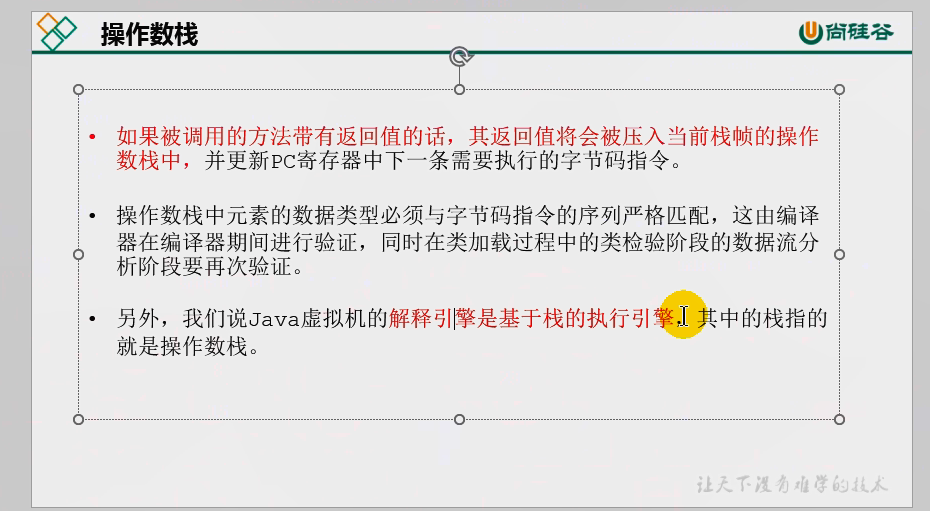 操作数栈
尚硅谷
• 如果被调用的方法带有返回值的话，其返回值将会被压入当前栈帧的操作
数栈中，并更新PC寄存器中下一条需要执行的字节码指令。
• 操作数栈中元素的数据类型必须与字节码指令的序列严格匹配，这由编译
器在编译器期间进行验证，同时在类加载过程中的类检验阶段的数据流分
析阶段要再次验证。
• 另外，我们说Java虚拟机的解释引擎是基于栈的执行引擎，其中的栈指的
就是操作数栈。
让天下没有难学的技术